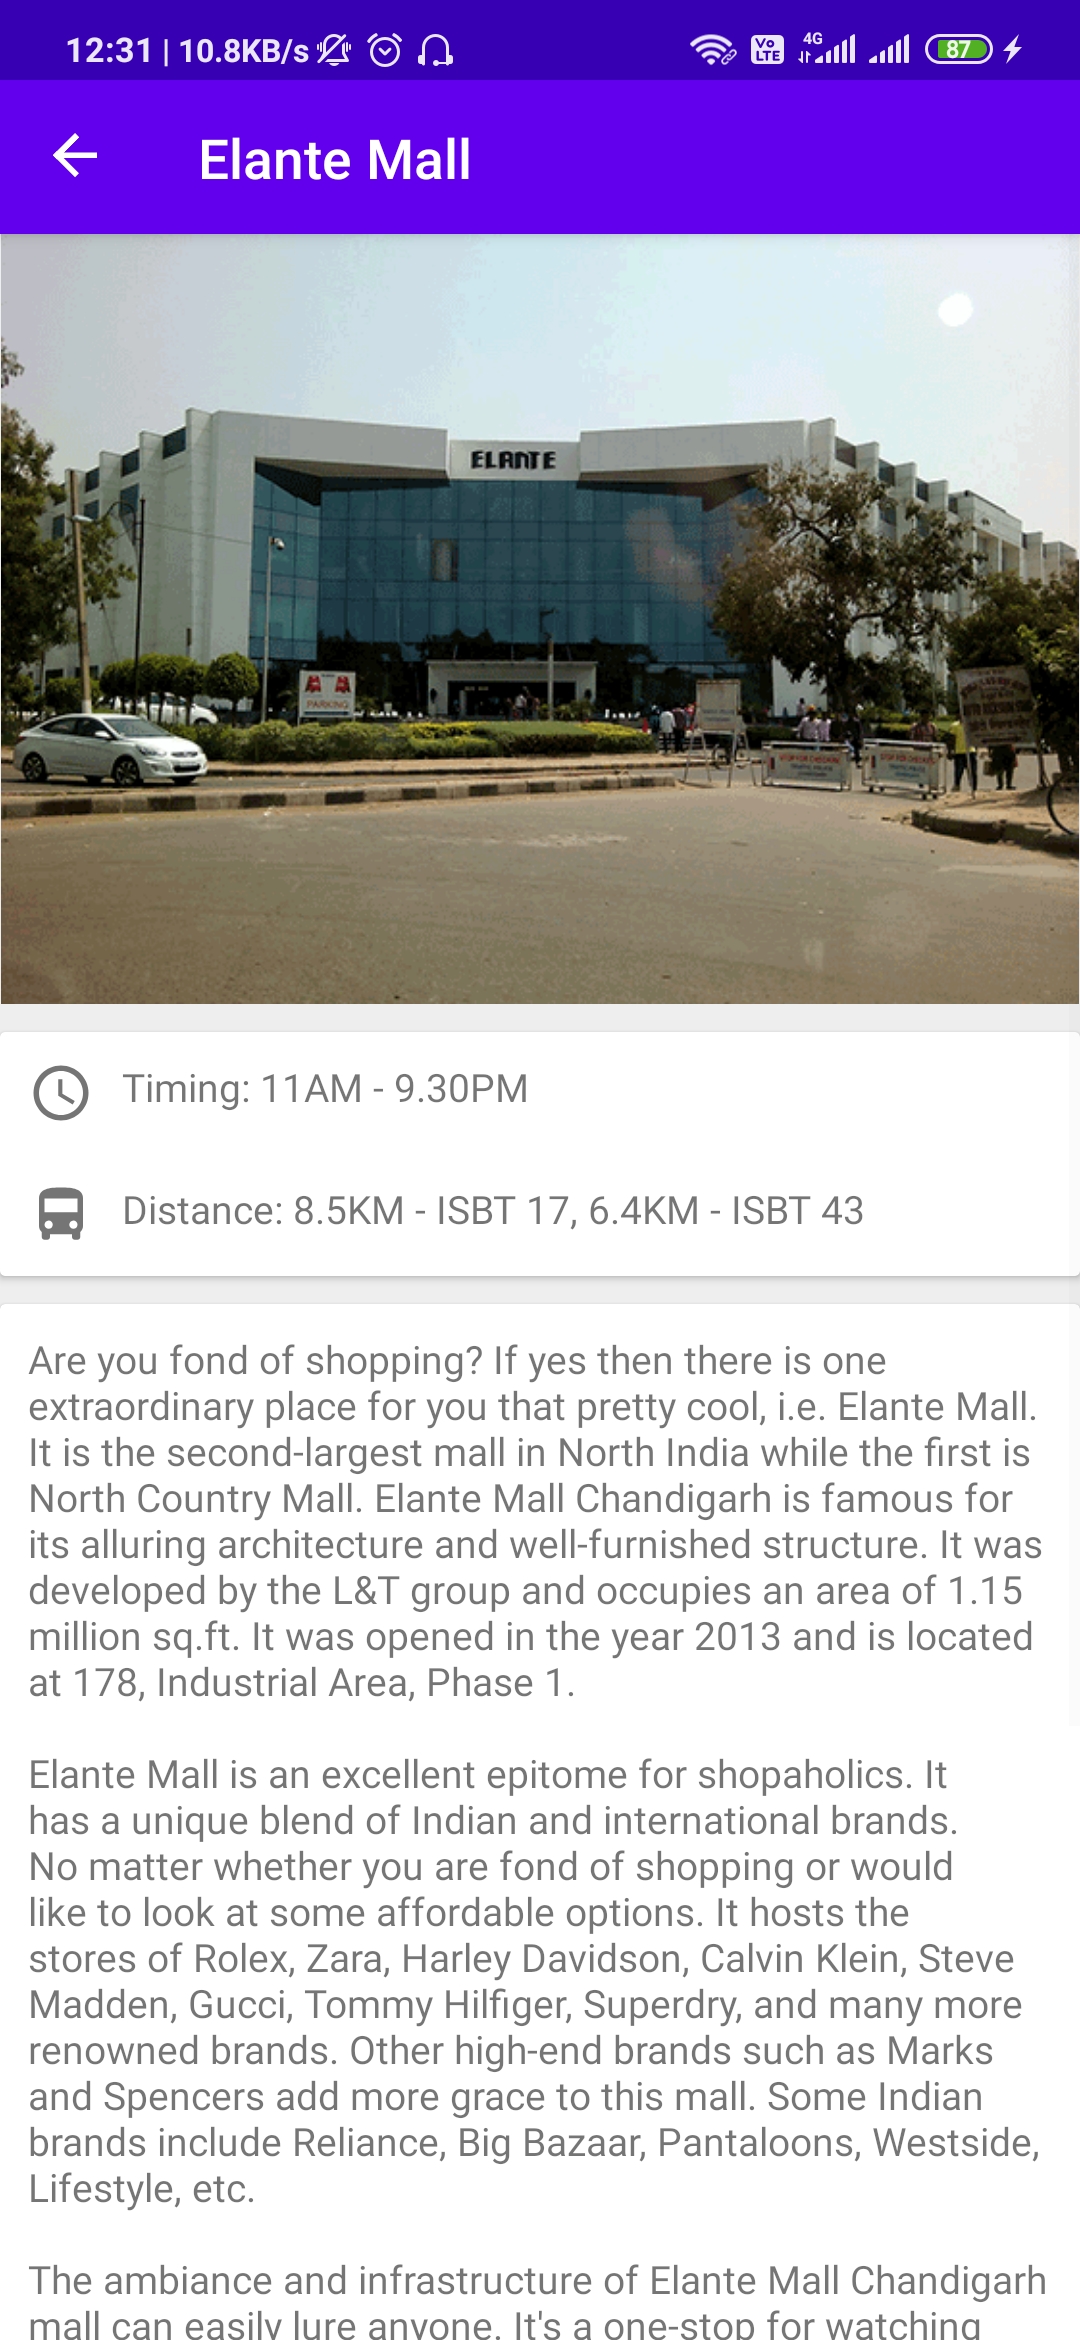 12:31 | 10.8KB/s
Vo LTE
4G
87
Elante Mall
ELANTE
PARKING
Timing: 11AM - 9.30PM
Distance: 8.5KM - ISBT 17, 6.4KM - ISBT 43
Are you fond of shopping? If yes then there is one
extraordinary place for you that pretty cool, i.e. Elante Mall.
It is the second-largest mall in North India while the first is
North Country Mall. Elante Mall Chandigarh is famous for
its alluring architecture and well-furnished structure. It was
developed by the L&T group and occupies an area of 1.15
million sq.ft. It was opened in the year 2013 and is located
at 178, Industrial Area, Phase 1.
Elante Mall is an excellent epitome for shopaholics. It
has a unique blend of Indian and international brands.
No matter whether you are fond of shopping or would
like to look at some affordable options. It hosts the
stores of Rolex, Zara, Harley Davidson, Calvin Klein, Steve
Madden, Gucci, Tommy Hilfiger, Superdry, and many more
renowned brands. Other high-end brands such as Marks
and Spencers add more grace to this mall. Some Indian
brands include Reliance, Big Bazaar, Pantaloons, Westside,
Lifestyle, etc.
The ambiance and infrastructure of Elante Mall Chandigarh
mall can easily lure anyone. It's a one-stop for watching